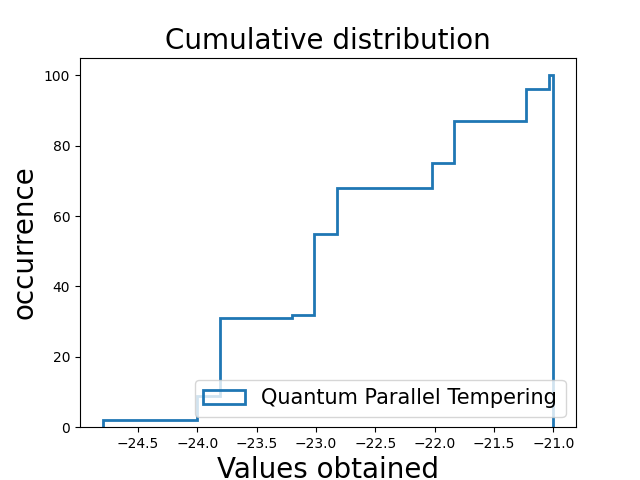 Cumulative distribution
100
80
60
40
20
0
occurrence
Quantum Parallel Tempering
−24.5 −24.0 −23.5 −23.0 −22.5 −22.0 −21.5 −21.0
Values obtained